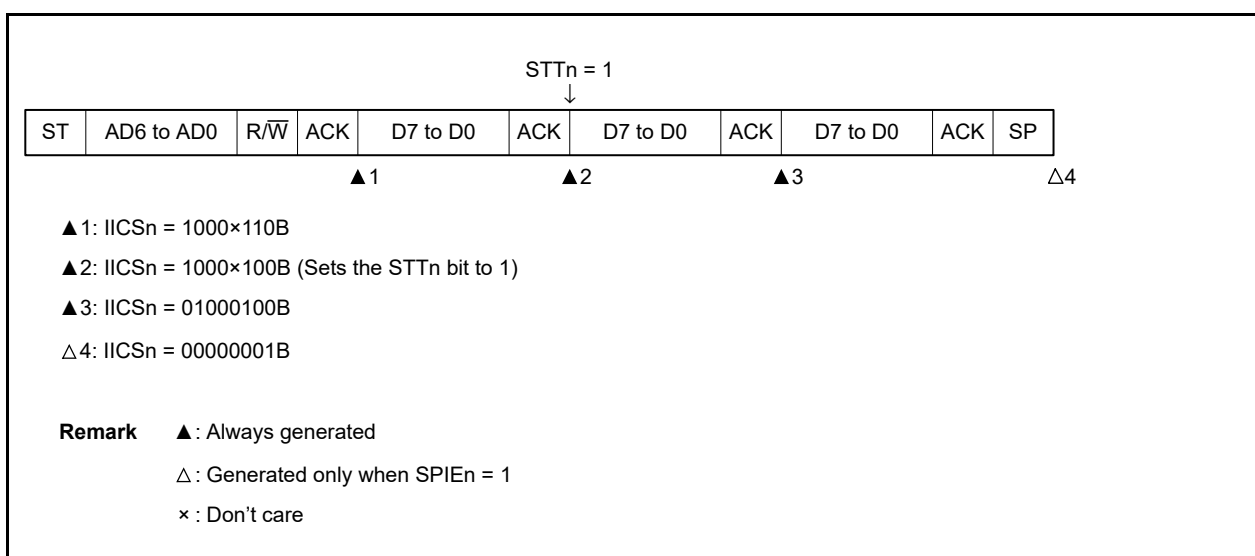 STTn = 1
↓
ST AD6 to AD0 R/W̅ ACK D7 to D0 ACK D7 to D0 ACK D7 to D0 ACK SP
▲1 ▲2 ▲3 △4
▲1: IICSn = 1000×110B
▲2: IICSn = 1000×100B (Sets the STTn bit to 1)
▲3: IICSn = 01000100B
△4: IICSn = 00000001B
Remark ▲: Always generated
△: Generated only when SPIEn = 1
× : Don't care